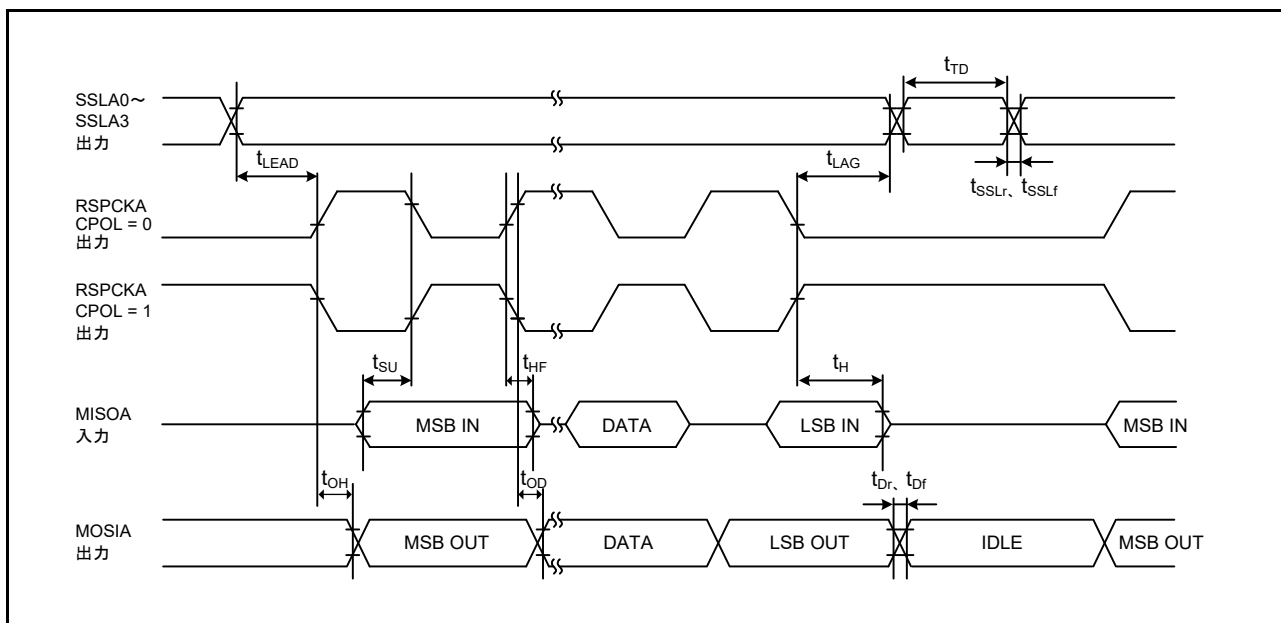 tTD
SSLA0～
SSLA3
出力
tLEAD
tLAG
tSSLr、tSSLf
RSPCKA
CPOL = 0
出力
RSPCKA
CPOL = 1
出力
tSU
tHF
tH
MISOA
入力
MSB IN
DATA
LSB IN
MSB IN
tOH
tOD
tDr、tDf
MOSIA
出力
MSB OUT
DATA
LSB OUT
IDLE
MSB OUT